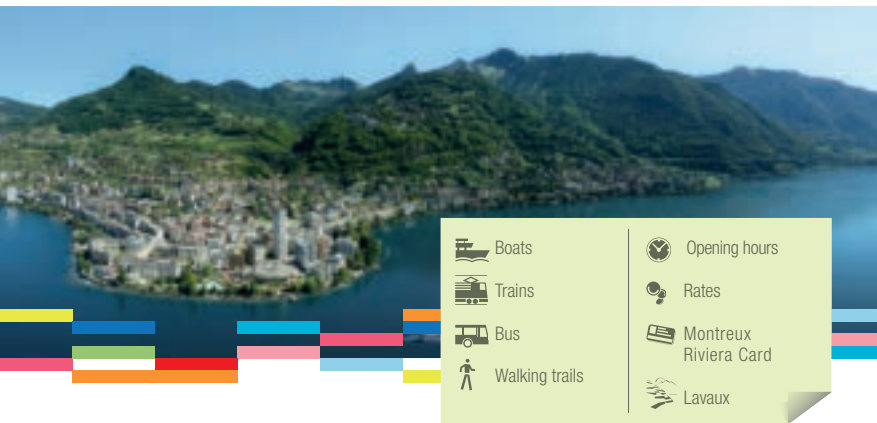 Boats
Trains
Bus
Walking trails
Opening hours
Rates
Montreux
Riviera Card
Lavaux